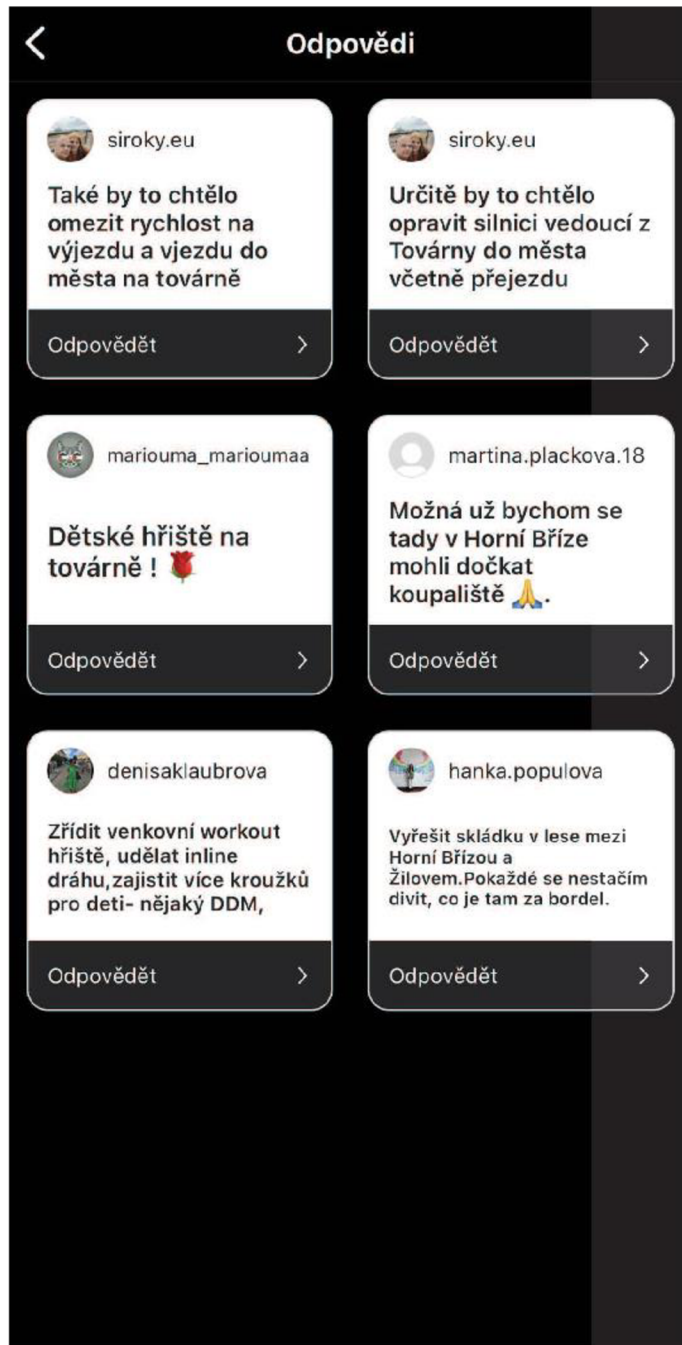 Odpovědi
siroky.eu
Také by to chtělo
omezit rychlost na
výjezdu a vjezdu do
města na továrně
Odpovědět
siroky.eu
Určitě by to chtělo
opravit silnici vedoucí z
Továrny do města
včetně přejezdu
Odpovědět
mariouma_marioumaa
Dětské hřiště na
továrně ! 🌹
Odpovědět
martina.plackova.18
Možná už bychom se
tady v Horní Bříze
mohli dočkat
koupaliště 🙏.
Odpovědět
denisaklaubrova
Zřídit venkovní workout
hřiště, udělat inline
dráhu,zajistit více kroužků
pro deti- nějaký DDM,
Odpovědět
hanka.populova
Vyřešit skládku v lese mezi
Horní Břízou a
Žilovem.Pokaždé se nestačím
divit, co je tam za bordel.
Odpovědět